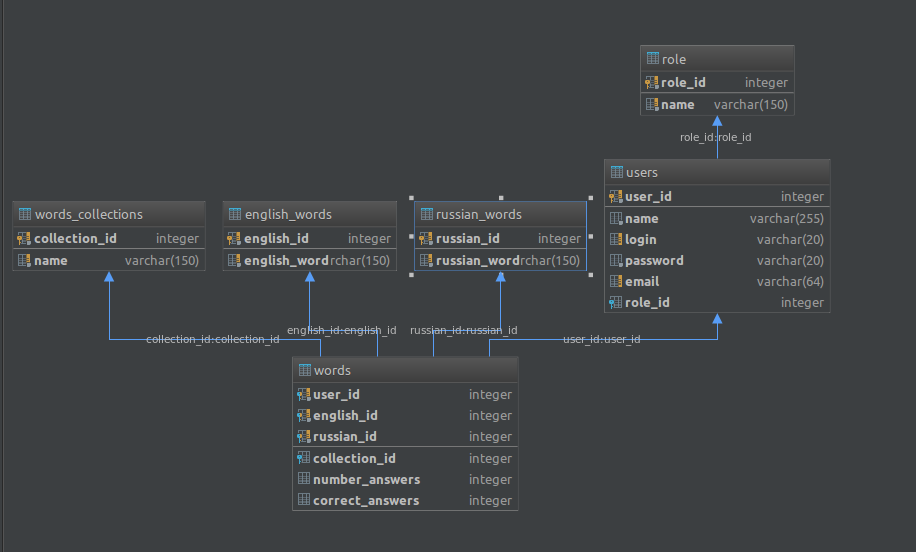 role
role_id integer
name varchar(150)
role_id:role_id
users
user_id integer
name varchar(255)
login varchar(20)
password varchar(20)
email varchar(64)
role_id integer
words_collections
collection_id integer
name varchar(150)
english_words
english_id integer
english_word rchar(150)
russian_words
russian_id integer
russian_word rchar(150)
collection_id:collection_id
english_id:english_id
russian_id:russian_id
user_id:user_id
words
user_id integer
english_id integer
russian_id integer
collection_id integer
number_answers integer
correct_answers integer